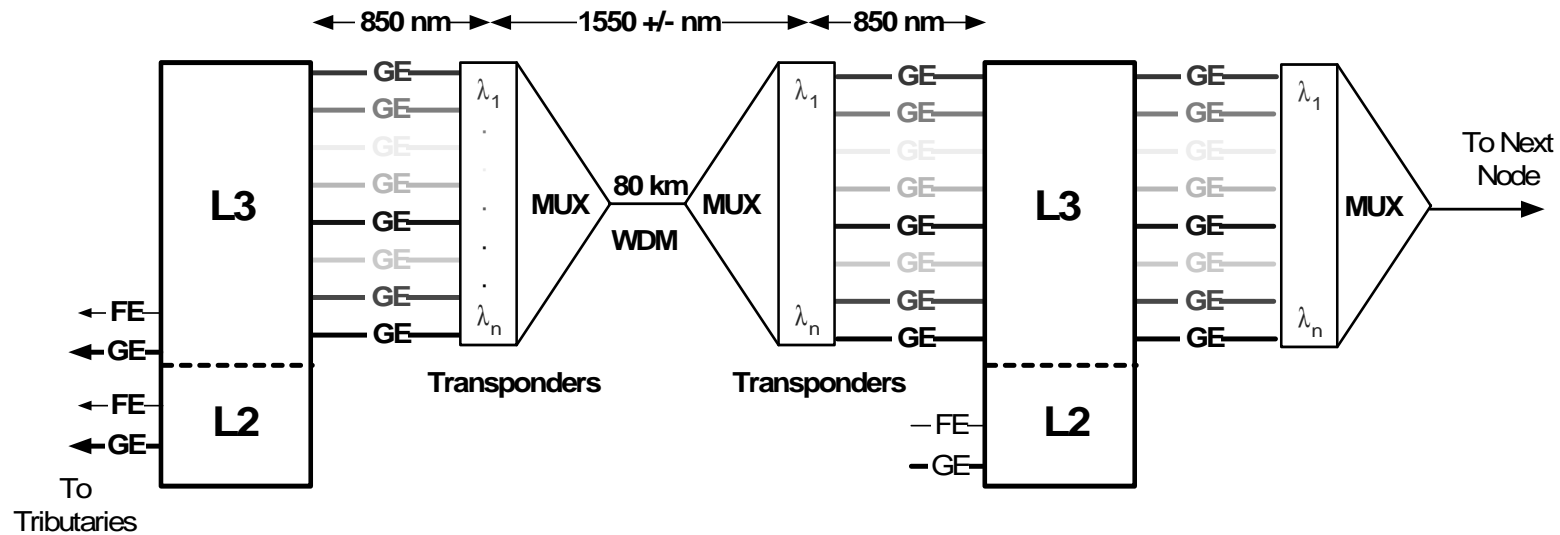 850 nm
1550 +/- nm
850 nm
GE
GE
GE
GE
GE
GE
GE
GE
λ1
λn
MUX
80 km
WDM
MUX
λ1
λn
GE
GE
GE
GE
GE
GE
GE
GE
L3
L2
FE
GE
FE
GE
To
Tributaries
Transponders
Transponders
L3
L2
FE
GE
GE
GE
GE
GE
GE
GE
GE
GE
λ1
λn
MUX
To Next
Node